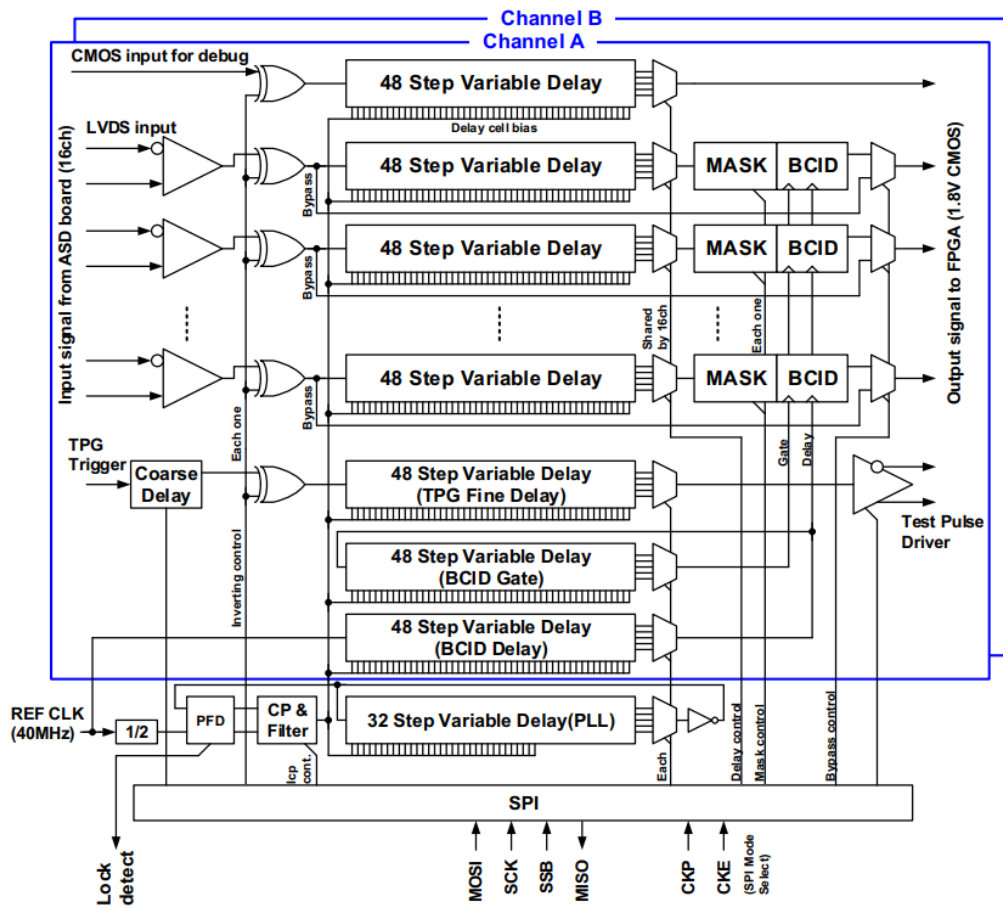 Channel B
Channel A
CMOS input for debug
48 Step Variable Delay
Delay cell bias
LVDS input
Input signal from ASD board (16ch)
48 Step Variable Delay
MASK
BCID
Bypass
48 Step Variable Delay
MASK
BCID
Bypass
Shared
by 16ch
Each one
Output signal to FPGA (1.8V CMOS)
48 Step Variable Delay
MASK
BCID
Bypass
Each one
Gate
Delay
TPG
Trigger
Coarse
Delay
48 Step Variable Delay
(TPG Fine Delay)
Test Pulse
Driver
Inverting control
48 Step Variable Delay
(BCID Gate)
48 Step Variable Delay
(BCID Delay)
REF CLK
(40MHz)
1/2
PFD
CP &
Filter
32 Step Variable Delay(PLL)
Icp
cont.
Each
Delay control
Mask control
Bypass control
SPI
Lock
detect
MOSI
SCK
SSB
MISO
CKP
CKE
(SPI Mode
Select)